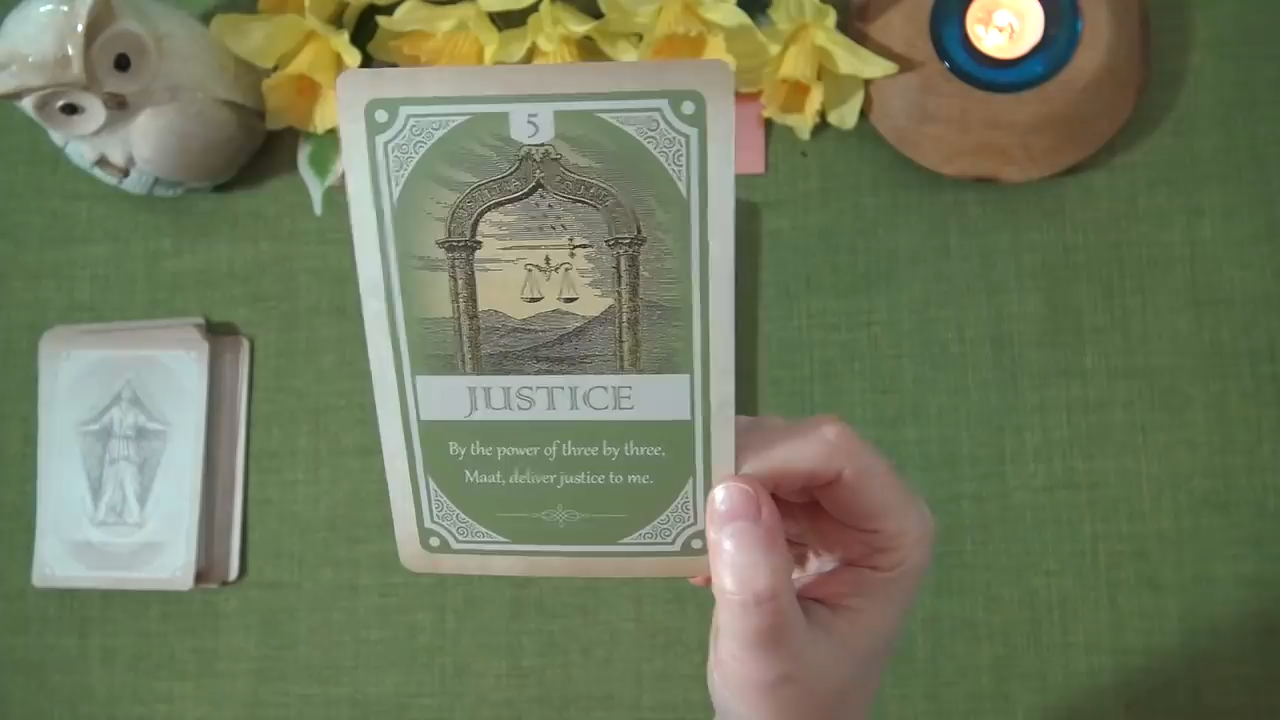 5
JUSTICE
By the power of three by three,
Maat, deliver justice to me.